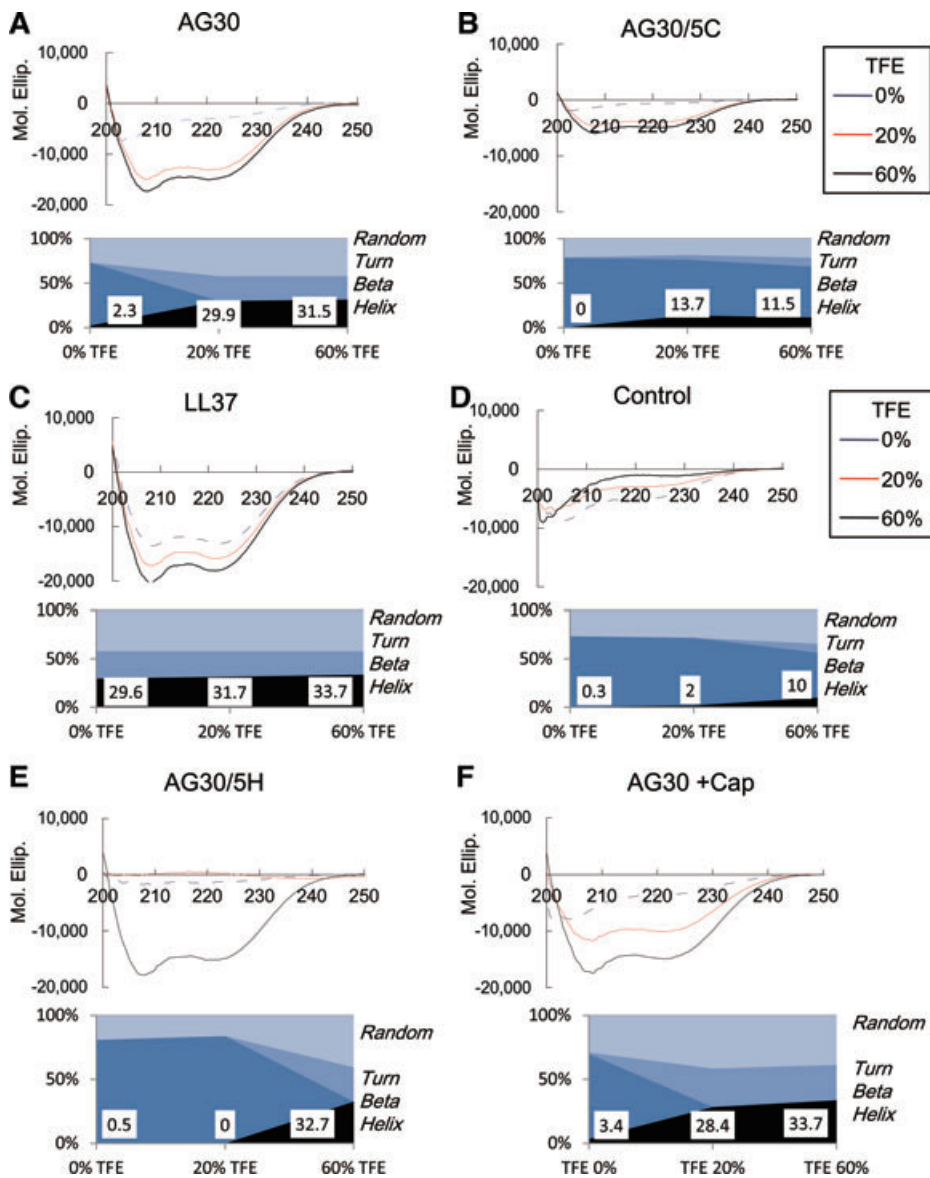 A
AG30
10,000
0
-10,000
-20,000
Mol. Ellip.
200 210 220 230 240 250
100%
50%
0%
Random
Turn
Beta
Helix
2.3 29.9 31.5
0% TFE 20% TFE 60% TFE
B
AG30/5C
10,000
0
-10,000
-20,000
Mol. Ellip.
200 210 220 230 240 250
TFE
0%
20%
60%
100%
50%
0%
Random
Turn
Beta
Helix
0 13.7 11.5
0% TFE 20% TFE 60% TFE
C
LL37
10,000
0
-10,000
-20,000
Mol. Ellip.
200 210 220 230 240 250
100%
50%
0%
Random
Turn
Beta
Helix
29.6 31.7 33.7
0% TFE 20% TFE 60% TFE
D
Control
10,000
0
-10,000
-20,000
Mol. Ellip.
200 210 220 230 240 250
TFE
0%
20%
60%
100%
50%
0%
Random
Turn
Beta
Helix
0.3 2 10
0% TFE 20% TFE 60% TFE
E
AG30/5H
10,000
0
-10,000
-20,000
Mol. Ellip.
200 210 220 230 240 250
100%
50%
0%
Random
Turn
Beta
Helix
0.5 0 32.7
0% TFE 20% TFE 60% TFE
F
AG30 +Cap
10,000
0
-10,000
-20,000
Mol. Ellip.
200 210 220 230 240 250
100%
50%
0%
Random
Turn
Beta
Helix
3.4 28.4 33.7
TFE 0% TFE 20% TFE 60%